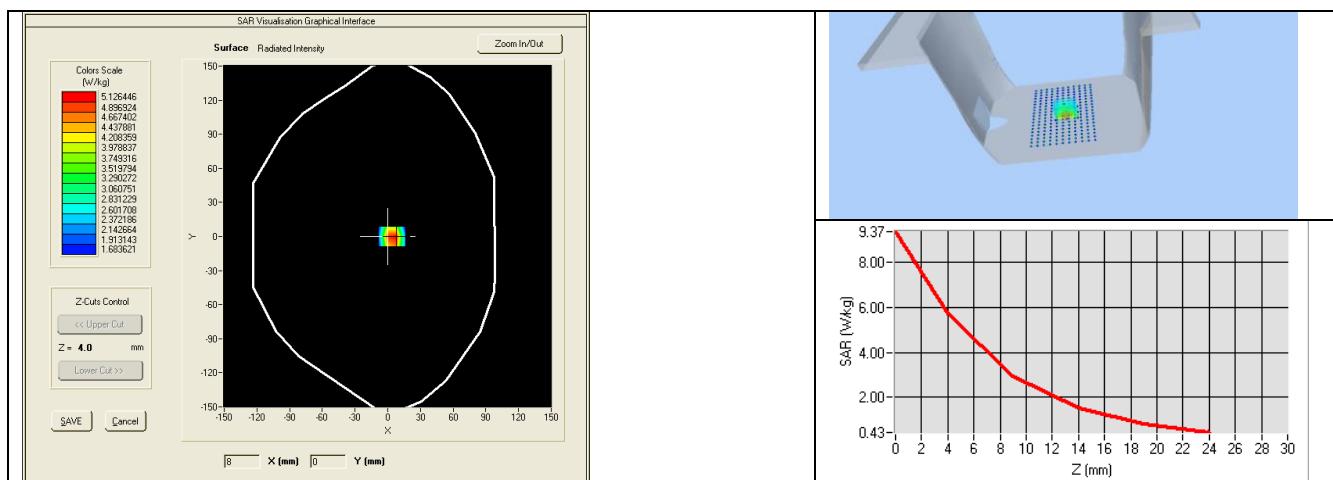 SAR Visualisation Graphical Interface
Surface Radiated Intensity
Zoom In/Out
Colors Scale
(W/kg)
5.126446
4.896924
4.667402
4.437881
4.208359
3.978837
3.749316
3.519794
3.290272
3.060751
2.831229
2.601708
2.372186
2.142664
1.913143
1.683621
Z-Cuts Control
<< Upper Cut
Z = 4.0 mm
Lower Cut >>
SAVE Cancel
150
120
90
60
30
0
-30
-60
-90
-120
-150
Y
-150 -120 -90 -60 -30 0 30 60 90 120 150
X
8 X (mm) 0 Y (mm)
9.37
8.00
6.00
4.00
2.00
0.43
SAR (W/kg)
0 2 4 6 8 10 12 14 16 18 20 22 24 26 28 30
Z (mm)